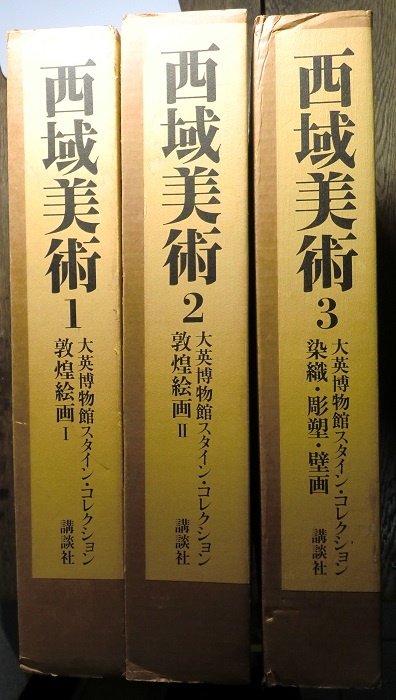 西域美術1
大英博物館スタイン・コレクション
敦煌絵画 I
講談社
西域美術2
大英博物館スタイン・コレクション
敦煌絵画 II
講談社
西域美術3
大英博物館スタイン・コレクション
染織・彫塑・壁画
講談社